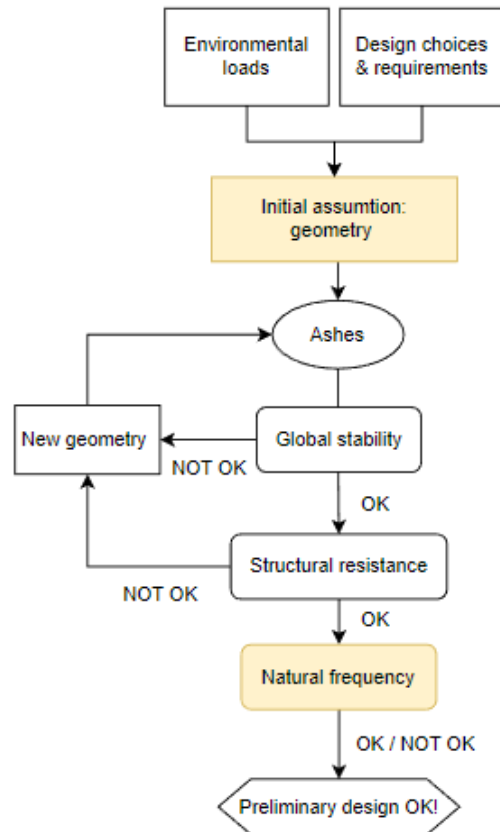 Environmental
loads
Design choices
& requirements
Initial assumtion:
geometry
Ashes
New geometry
Global stability
NOT OK
OK
Structural resistance
NOT OK
OK
Natural frequency
OK / NOT OK
Preliminary design OK!